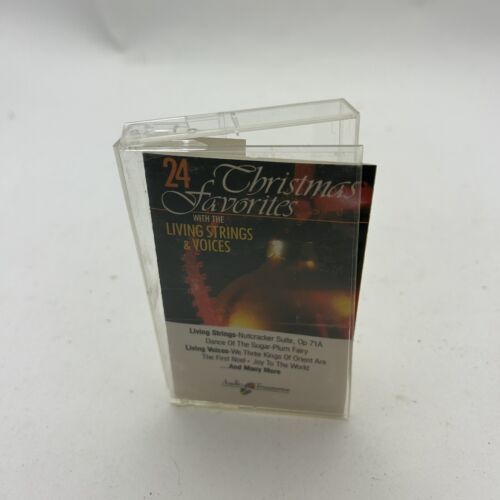 24 Christmas
Favorites
WITH THE
LIVING STRINGS
& VOICES
Living Strings-Nutcracker Suite, Op 71A
Dance Of The Sugar-Plum Fairy
Living Voices-We Three Kings Of Orient Are
The First Noel - Joy To The World
...And Many More
Audio Treasures